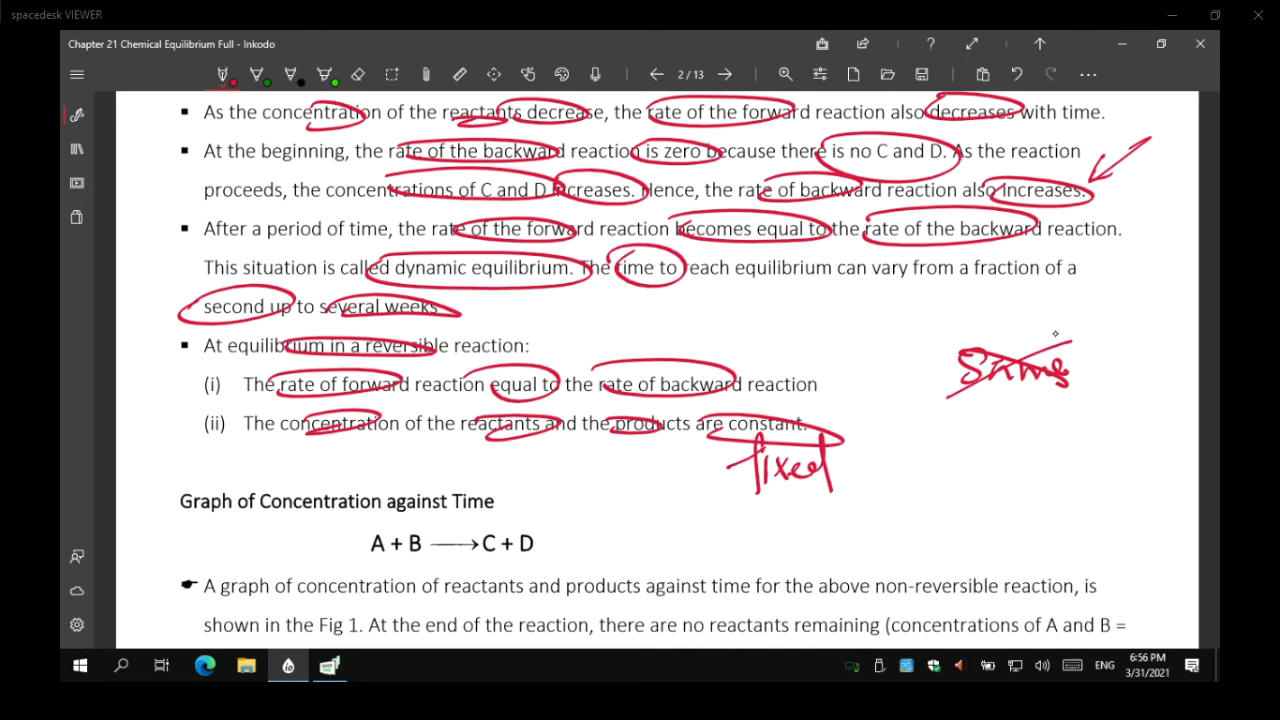 spacedesk VIEWER
Chapter 21 Chemical Equilibrium Full - Inkodo
2/13
▪ As the concentration of the reactants decrease, the rate of the forward reaction also decreases with time.
▪ At the beginning, the rate of the backward reaction is zero because there is no C and D. As the reaction
proceeds, the concentrations of C and D increases. Hence, the rate of backward reaction also increases.
▪ After a period of time, the rate of the forward reaction becomes equal to the rate of the backward reaction.
This situation is called dynamic equilibrium. The time to reach equilibrium can vary from a fraction of a
second up to several weeks
▪ At equilibrium in a reversible reaction:
(i) The rate of forward reaction equal to the rate of backward reaction
same
(ii) The concentration of the reactants and the products are constant.
fixed
Graph of Concentration against Time
A + B ⟶ C + D
A graph of concentration of reactants and products against time for the above non-reversible reaction, is
shown in the Fig 1. At the end of the reaction, there are no reactants remaining (concentrations of A and B =
ENG
6:56 PM
3/31/2021